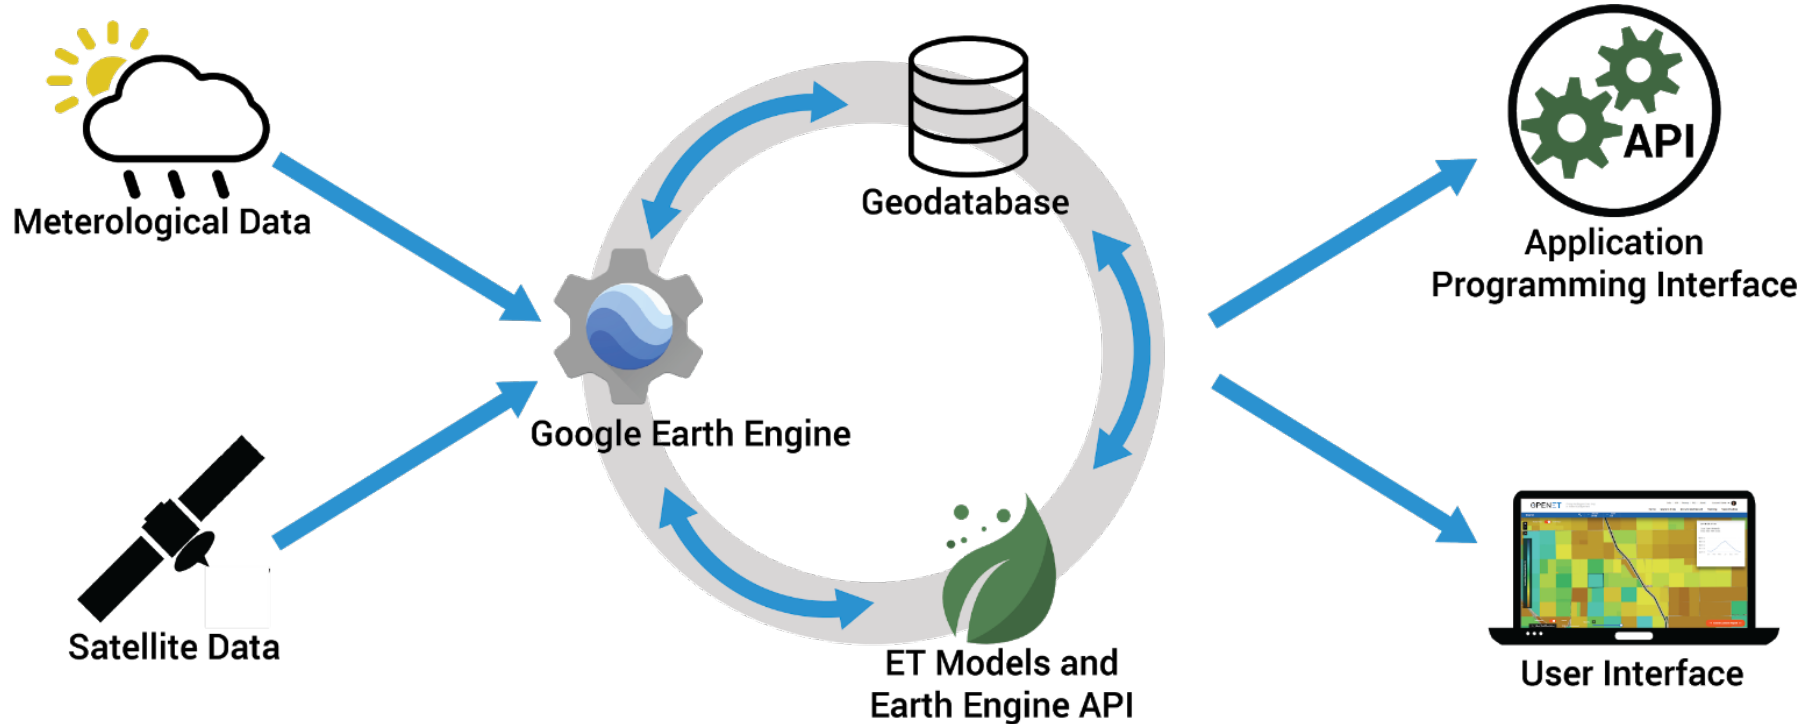 Meterological Data
Satellite Data
Google Earth Engine
Geodatabase
ET Models and
Earth Engine API
API
Application
Programming Interface
OPENET
User Interface